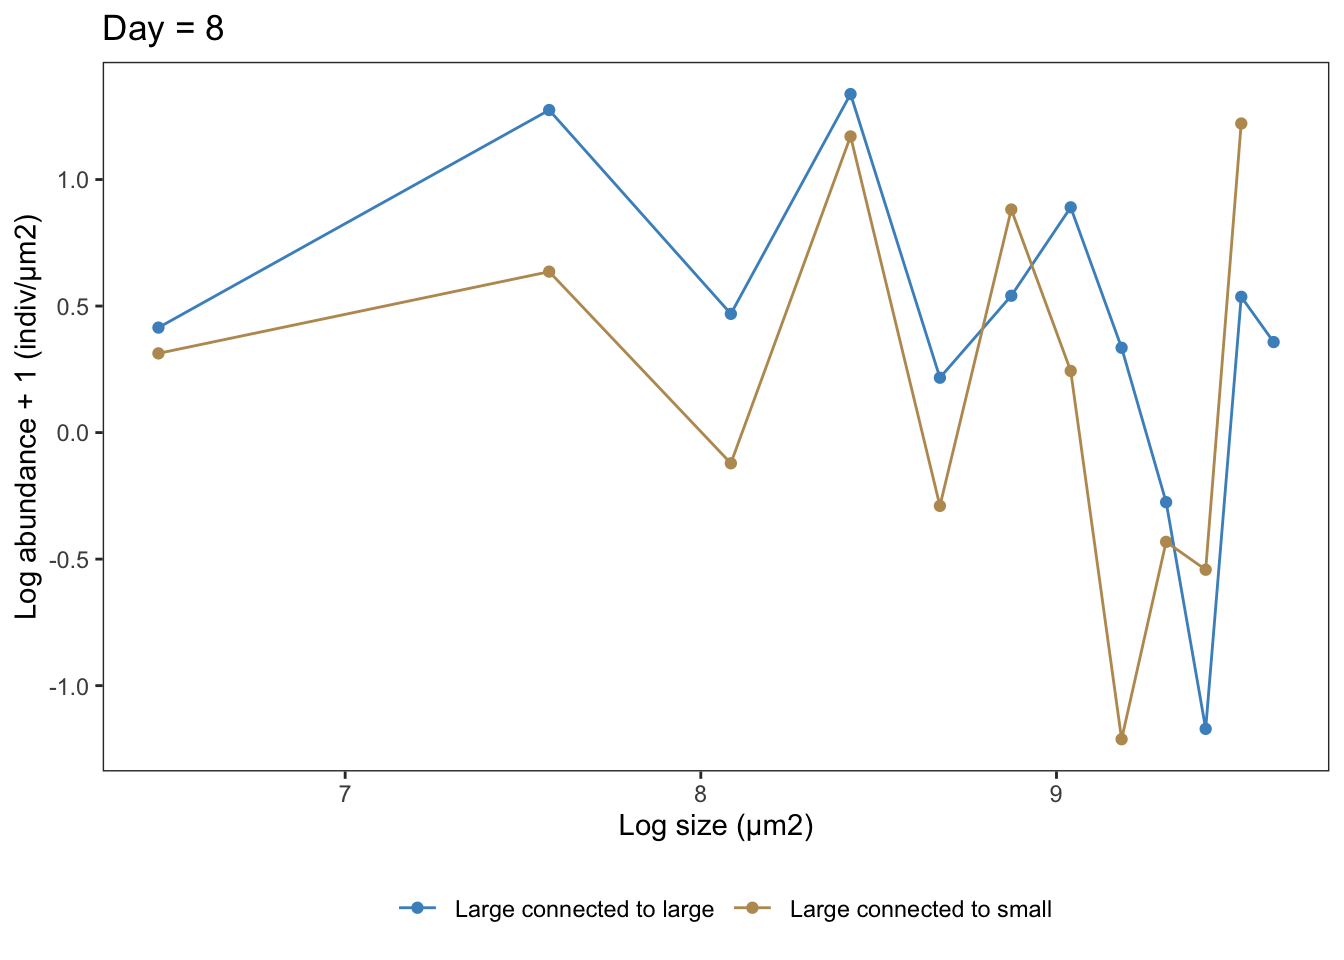 Day = 8
Log abundance + 1 (indiv/µm2)
1.0
0.5
0.0
-0.5
-1.0
7 8 9
Log size (µm2)
Large connected to large Large connected to small